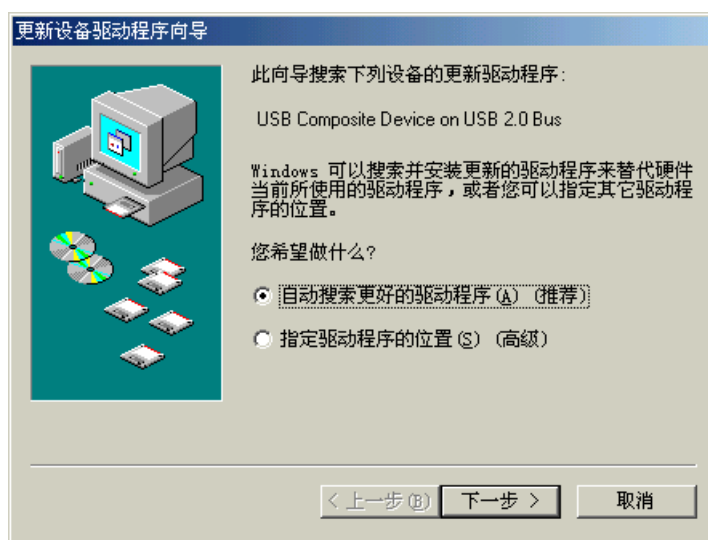 更新设备驱动程序向导
此向导搜索下列设备的更新驱动程序:
USB Composite Device on USB 2.0 Bus
Windows 可以搜索并安装更新的驱动程序来替代硬件
当前所使用的驱动程序，或者您可以指定其它驱动程
序的位置。
您希望做什么?
自动搜索更好的驱动程序(A) (推荐)
指定驱动程序的位置(S) (高级)
< 上一步(B) 下一步 > 取消